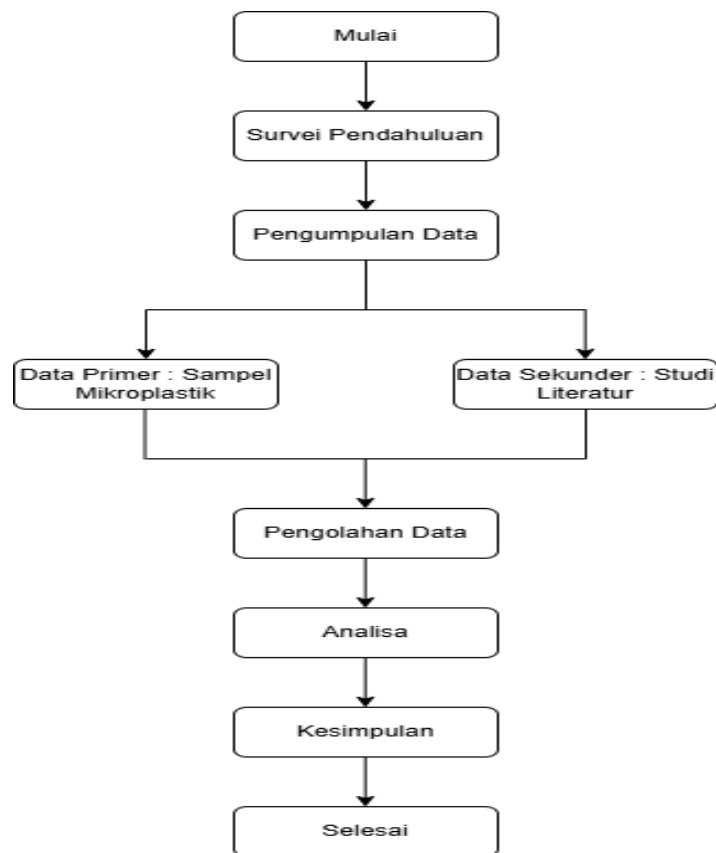 Mulai
Survei Pendahuluan
Pengumpulan Data
Data Primer : Sampel
Mikroplastik
Data Sekunder : Studi
Literatur
Pengolahan Data
Analisa
Kesimpulan
Selesai